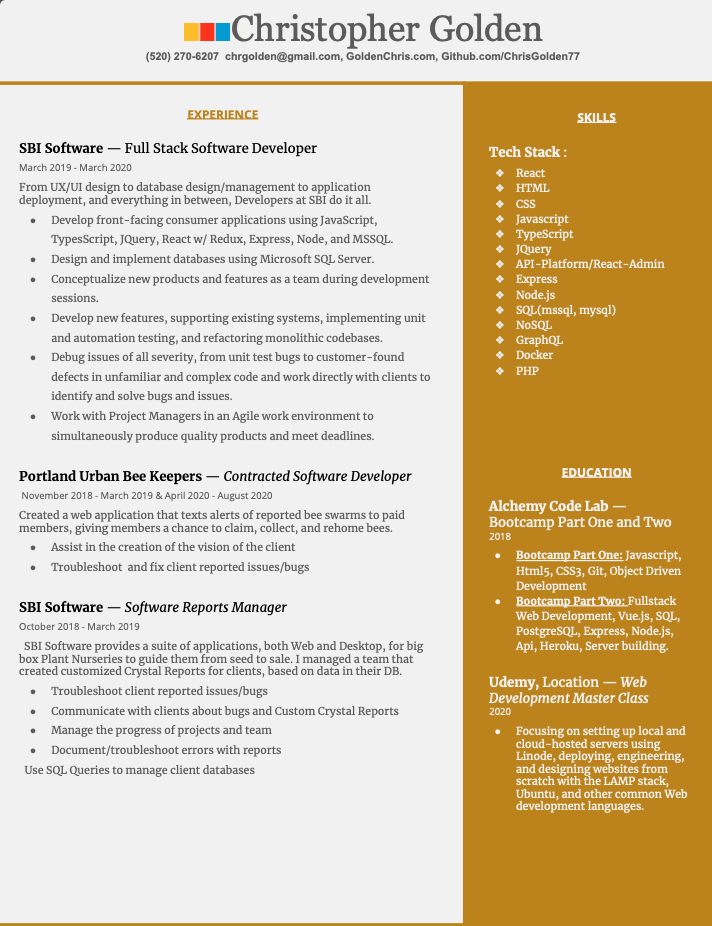 Christopher Golden
(520) 270-6207 chrgolden@gmail.com, GoldenChris.com, Github.com/ChrisGolden77
EXPERIENCE
SBI Software — Full Stack Software Developer
March 2019 - March 2020
From UX/UI design to database design/management to application
deployment, and everything in between, Developers at SBI do it all.
● Develop front-facing consumer applications using JavaScript,
TypesScript, JQuery, React w/ Redux, Express, Node, and MSSQL.
● Design and implement databases using Microsoft SQL Server.
● Conceptualize new products and features as a team during development
sessions.
● Develop new features, supporting existing systems, implementing unit
and automation testing, and refactoring monolithic codebases.
● Debug issues of all severity, from unit test bugs to customer-found
defects in unfamiliar and complex code and work directly with clients to
identify and solve bugs and issues.
● Work with Project Managers in an Agile work environment to
simultaneously produce quality products and meet deadlines.
Portland Urban Bee Keepers — Contracted Software Developer
November 2018 - March 2019 & April 2020 - August 2020
Created a web application that texts alerts of reported bee swarms to paid
members, giving members a chance to claim, collect, and rehome bees.
● Assist in the creation of the vision of the client
● Troubleshoot and fix client reported issues/bugs
SBI Software — Software Reports Manager
October 2018 - March 2019
SBI Software provides a suite of applications, both Web and Desktop, for big
box Plant Nurseries to guide them from seed to sale. I managed a team that
created customized Crystal Reports for clients, based on data in their DB.
● Troubleshoot client reported issues/bugs
● Communicate with clients about bugs and Custom Crystal Reports
● Manage the progress of projects and team
● Document/troubleshoot errors with reports
Use SQL Queries to manage client databases
SKILLS
Tech Stack :
❖ React
❖ HTML
❖ CSS
❖ Javascript
❖ TypeScript
❖ JQuery
❖ API-Platform/React-Admin
❖ Express
❖ Node.js
❖ SQL(mssql, mysql)
❖ NoSQL
❖ GraphQL
❖ Docker
❖ PHP
EDUCATION
Alchemy Code Lab —
Bootcamp Part One and Two
2018
● Bootcamp Part One: Javascript,
Html5, CSS3, Git, Object Driven
Development
● Bootcamp Part Two: Fullstack
Web Development, Vue.js, SQL,
PostgreSQL, Express, Node.js,
Api, Heroku, Server building.
Udemy, Location — Web
Development Master Class
2020
● Focusing on setting up local and
cloud-hosted servers using
Linode, deploying, engineering,
and designing websites from
scratch with the LAMP stack,
Ubuntu, and other common Web
development languages.